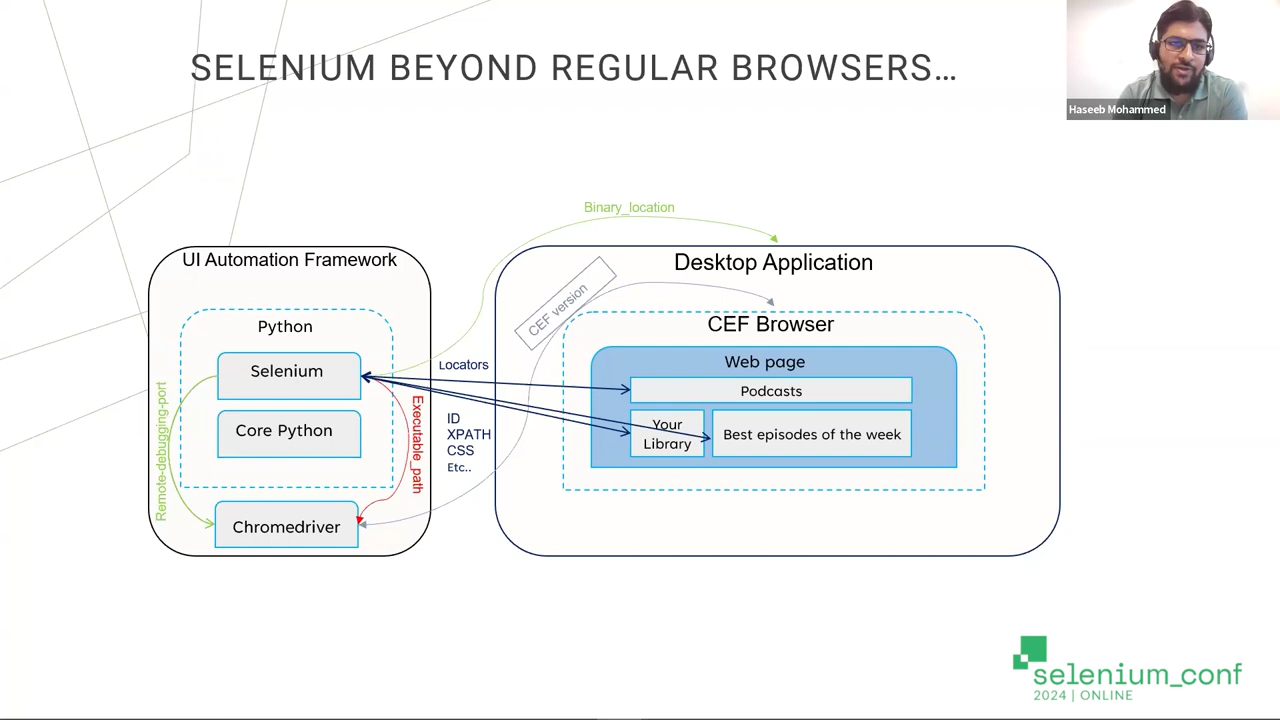 SELENIUM BEYOND REGULAR BROWSERS…
Haseeb Mohammed
Binary_location
UI Automation Framework
Python
Selenium
Core Python
Chromedriver
Remote-debugging-port
Executable_path
Locators
ID
XPATH
CSS
Etc..
CEF version
Desktop Application
CEF Browser
Web page
Podcasts
Your
Library
Best episodes of the week
selenium_conf
2024 | ONLINE